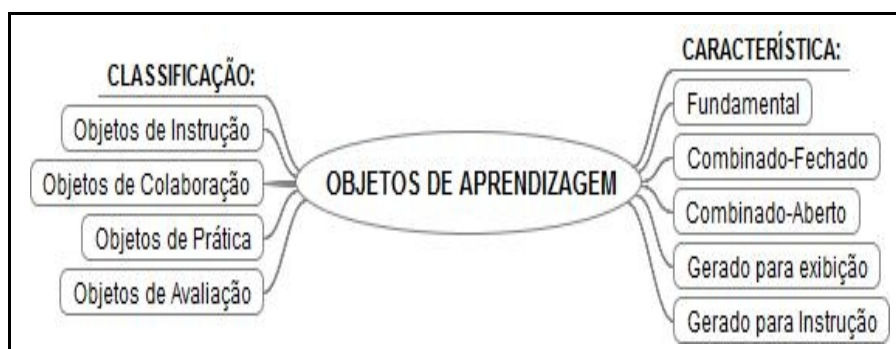 CLASSIFICAÇÃO:
Objetos de Instrução
Objetos de Colaboração
Objetos de Prática
Objetos de Avaliação
OBJETOS DE APRENDIZAGEM
CARACTERÍSTICA:
Fundamental
Combinado-Fechado
Combinado-Aberto
Gerado para exibição
Gerado para Instrução